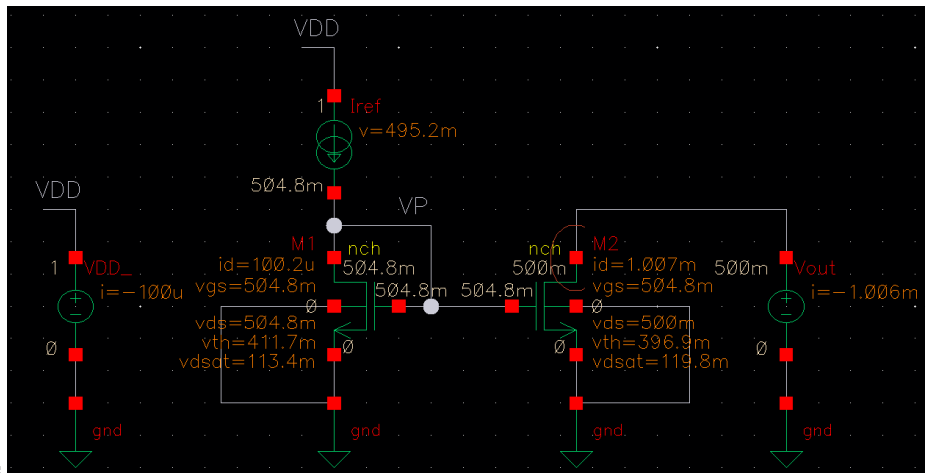 VDD
1
Iref
v=495.2m
504.8m
VDD
VP
M1
nch
nch
M2
1
VDD_
id=100.2u
504.8m
500m
id=1.007m
500m
Vout
i=-100u
vgs=504.8m
504.8m
504.8m
vgs=504.8m
i=-1.006m
0
0
vds=504.8m
vds=500m
0
vth=411.7m
0
0
vth=396.9m
0
vdsat=113.4m
vdsat=119.8m
gnd
gnd
gnd
gnd